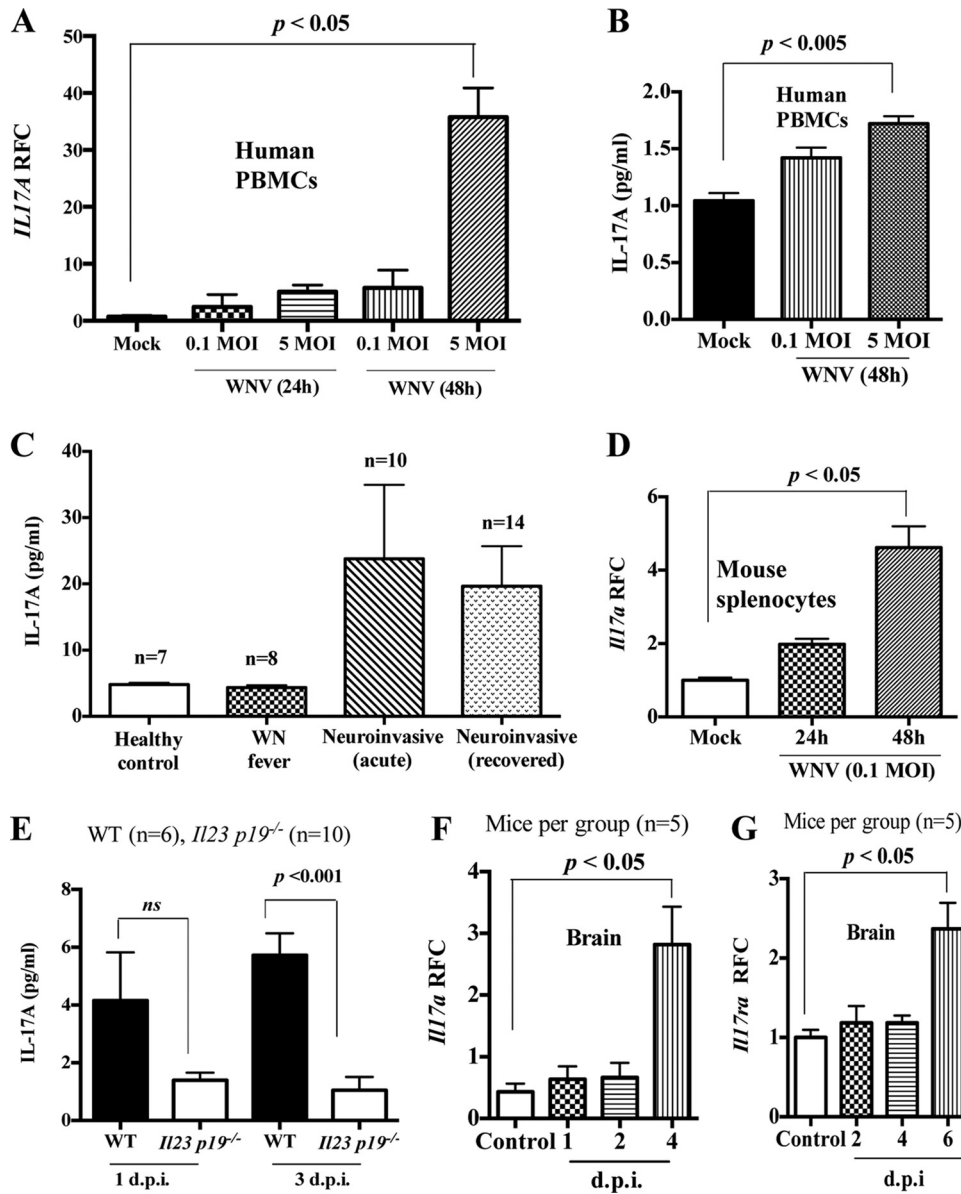 A
p < 0.05
50
40
30
20
10
0
IL17A RFC
Human
PBMCs
Mock 0.1 MOI 5 MOI 0.1 MOI 5 MOI
WNV (24h) WNV (48h)
B
p < 0.005
2.0
1.5
1.0
0.5
0.0
IL-17A (pg/ml)
Human
PBMCs
Mock 0.1 MOI 5 MOI
WNV (48h)
C
40
30
20
10
0
IL-17A (pg/ml)
n=7
n=8
n=10
n=14
Healthy
control
WN
fever
Neuroinvasive
(acute)
Neuroinvasive
(recovered)
D
p < 0.05
6
4
2
0
Il17a RFC
Mouse
splenocytes
Mock 24h 48h
WNV (0.1 MOI)
E
WT (n=6), Il23 p19-/- (n=10)
8
6
4
2
0
IL-17A (pg/ml)
ns
p <0.001
WT Il23 p19-/- WT Il23 p19-/-
1 d.p.i. 3 d.p.i.
F
Mice per group (n=5)
p < 0.05
4
3
2
1
0
Il17a RFC
Brain
Control 1 2 4
d.p.i.
G
Mice per group (n=5)
p < 0.05
3
2
1
0
Il17ra RFC
Brain
Control 2 4 6
d.p.i